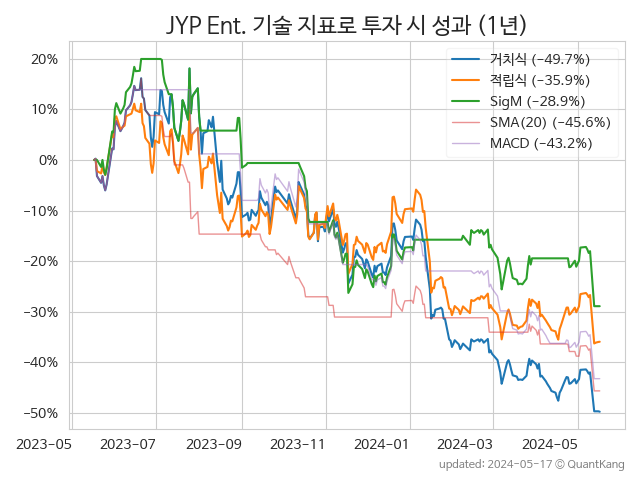 JYP Ent. 기술 지표로 투자 시 성과 (1년)
거치식 (−49.7%)
적립식 (−35.9%)
SigM (−28.9%)
SMA(20) (−45.6%)
MACD (−43.2%)
20%
10%
0%
−10%
−20%
−30%
−40%
−50%
2023-05 2023-07 2023-09 2023-11 2024-01 2024-03 2024-05
updated: 2024-05-17 © QuantKang